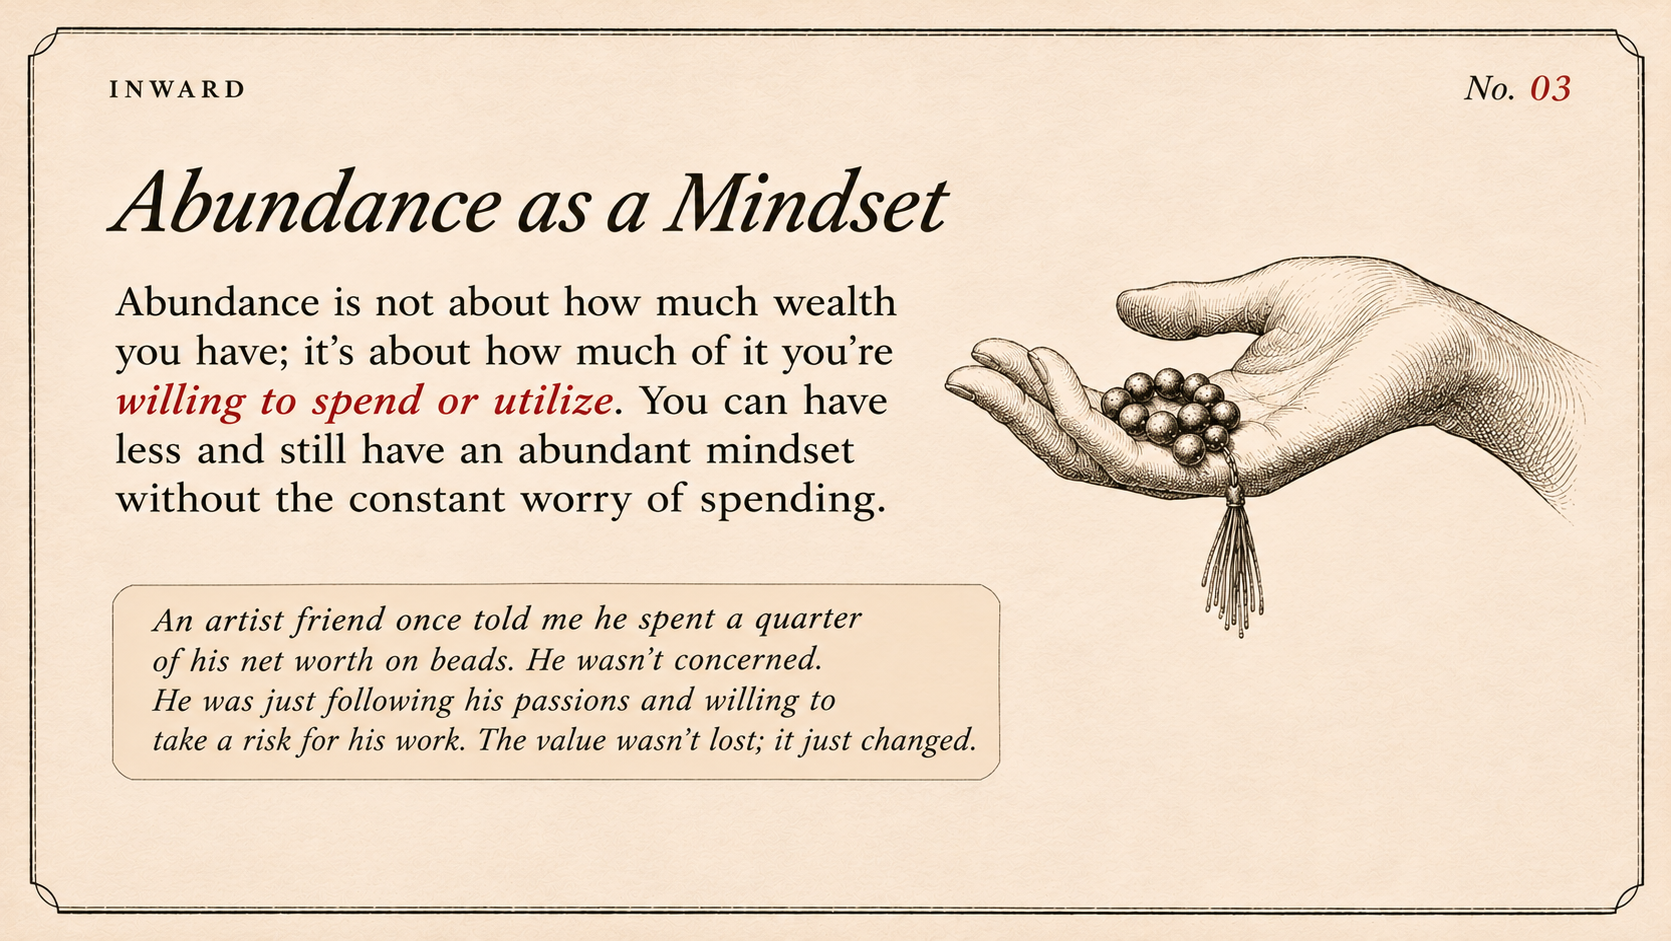 INWARD
No. 03
Abundance as a Mindset
Abundance is not about how much wealth
you have; it’s about how much of it you’re
willing to spend or utilize. You can have
less and still have an abundant mindset
without the constant worry of spending.
An artist friend once told me he spent a quarter
of his net worth on beads. He wasn’t concerned.
He was just following his passions and willing to
take a risk for his work. The value wasn’t lost; it just changed.